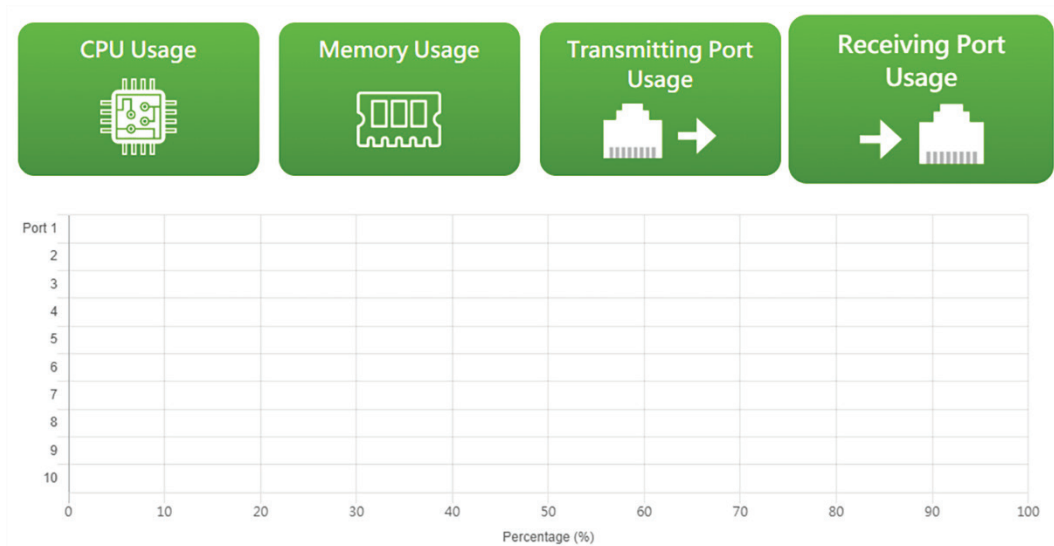 CPU Usage
Memory Usage
Transmitting Port
Usage
Receiving Port
Usage
Port 1
2
3
4
5
6
7
8
9
10
0 10 20 30 40 50 60 70 80 90 100
Percentage (%)